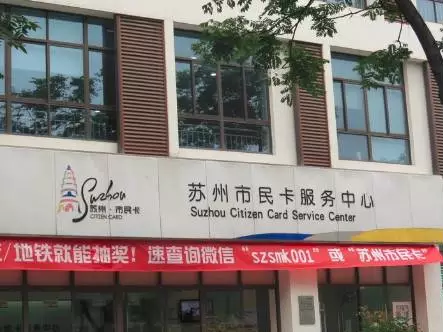 苏州市民卡服务中心
Suzhou Citizen Card Service Center
Suzhou
苏州·市民卡
CITIZEN CARD
/地铁就能抽奖！速查询微信“szsmk001”或“苏州市民卡”